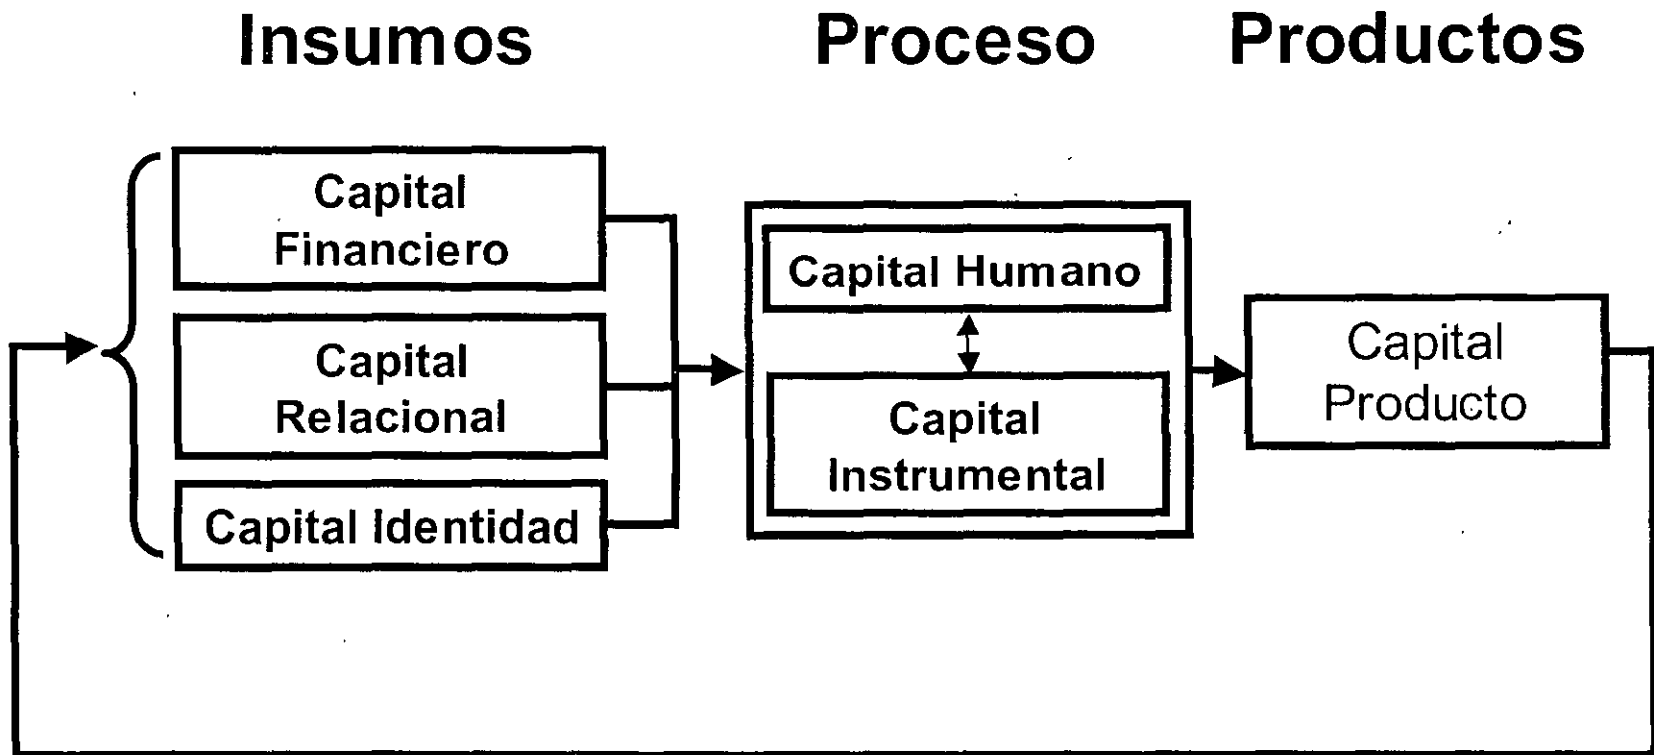 Insumos
Proceso
Productos
Capital
Financiero
Capital
Relacional
Capital Identidad
Capital Humano
Capital
Instrumental
Capital
Producto